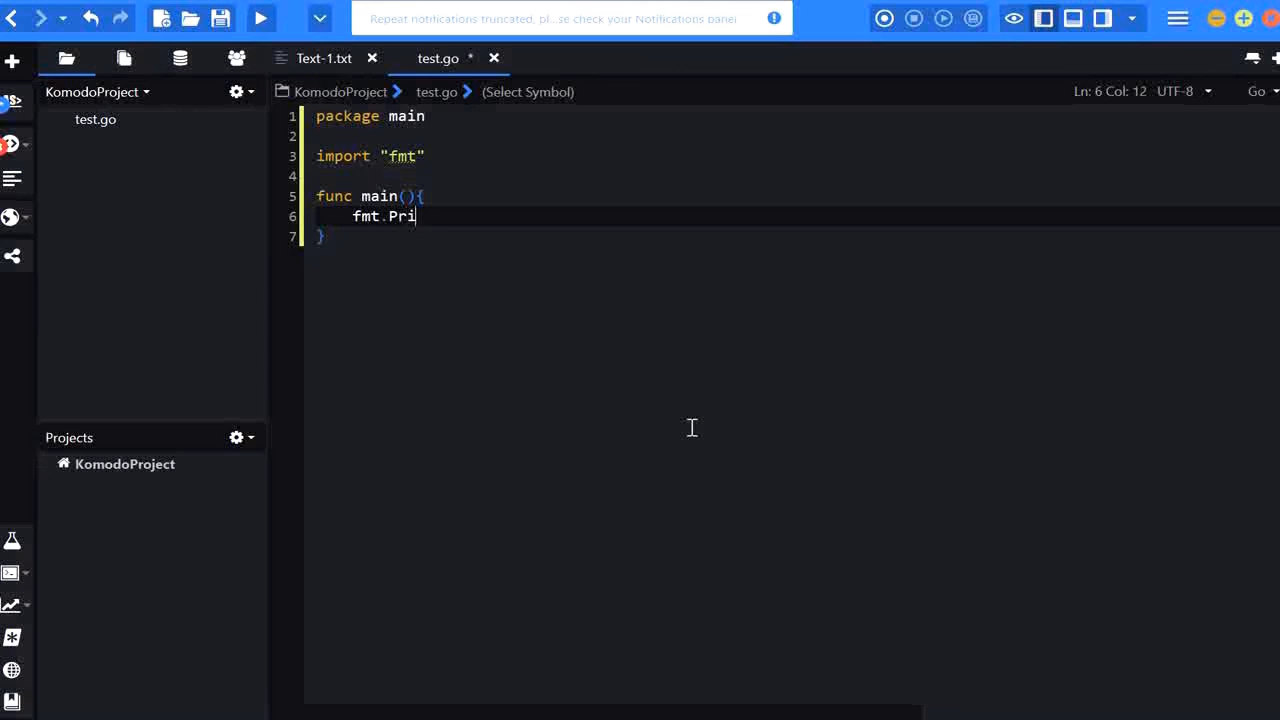 Repeat notifications truncated, pl...se check your Notifications panel
Text-1.txt
test.go *
KomodoProject
KomodoProject
test.go
(Select Symbol)
Ln: 6 Col: 12
UTF-8
Go
test.go
1 package main
2
3 import "fmt"
4
5 func main(){
6 fmt.Pri
7 }
Projects
KomodoProject